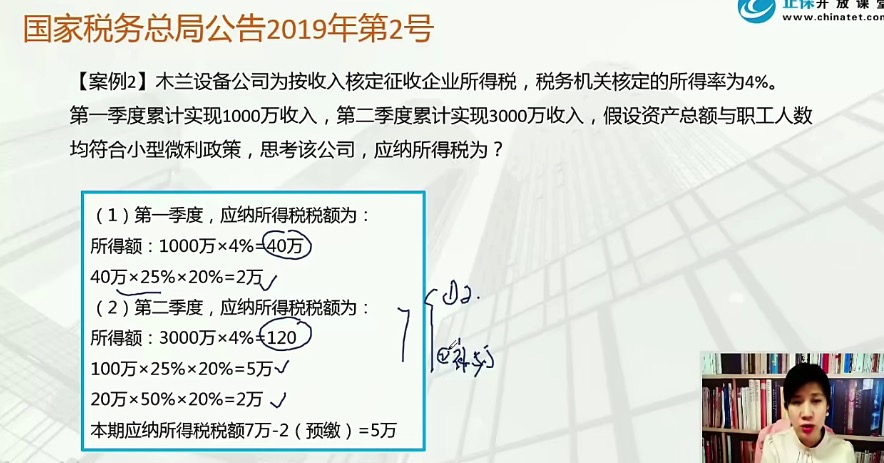 正保开放课堂
www.chinatet.com
国家税务总局公告2019年第2号
【案例2】木兰设备公司为按收入核定征收企业所得税，税务机关核定的所得率为4%。
第一季度累计实现1000万收入，第二季度累计实现3000万收入，假设资产总额与职工人数
均符合小型微利政策，思考该公司，应纳所得税为？
（1）第一季度，应纳所得税税额为：
所得额：1000万×4%=40万
40万×25%×20%=2万
（2）第二季度，应纳所得税税额为：
所得额：3000万×4%=120
100万×25%×20%=5万
20万×50%×20%=2万
本期应纳所得税税额7万-2（预缴）=5万
7
①2.